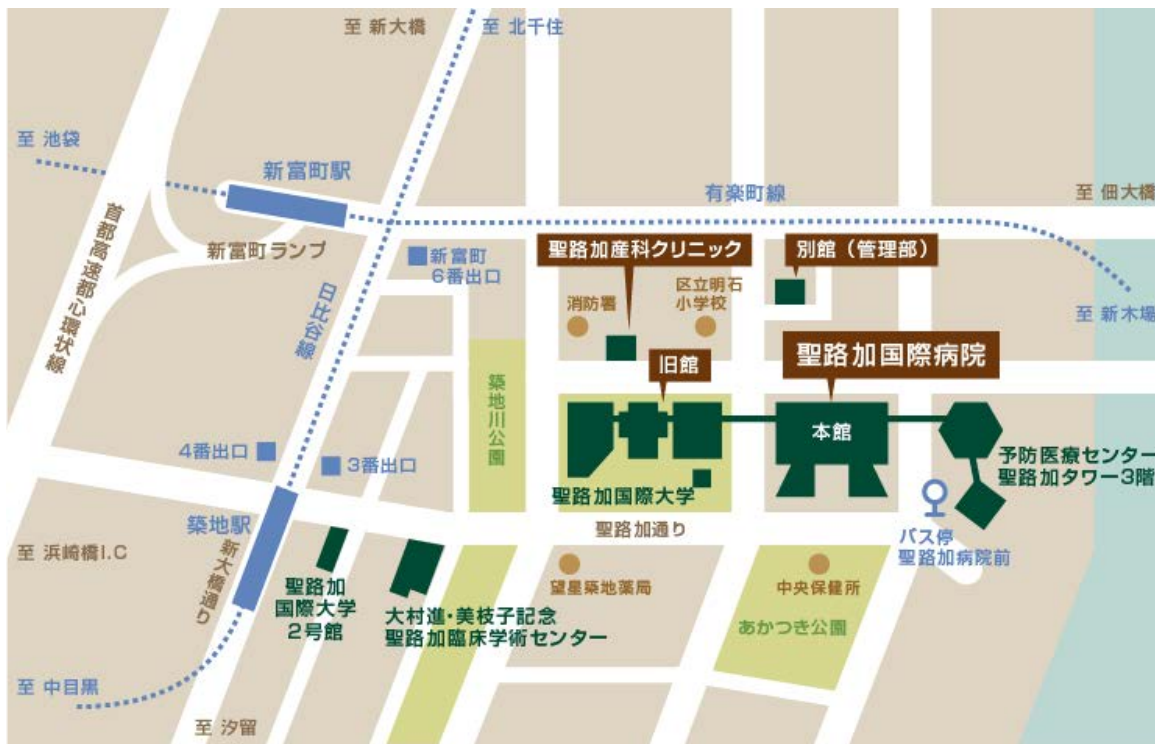 至 新大橋
至 北千住
至 池袋
新富町駅
有楽町線
至 佃大橋
首都高速都心環状線
新富町ランプ
新富町
6番出口
聖路加産科クリニック
別館（管理部）
消防署
区立明石
小学校
至 新木場
日比谷線
旧館
聖路加国際病院
築地川公園
本館
4番出口
3番出口
予防医療センター
聖路加タワー3階
聖路加国際大学
築地駅
聖路加通り
バス停
聖路加病院前
至 浜崎橋I.C
新大橋通り
聖路加
国際大学
2号館
大村進・美枝子記念
聖路加臨床学術センター
望星築地薬局
中央保健所
あかつき公園
至 中目黒
至 汐留